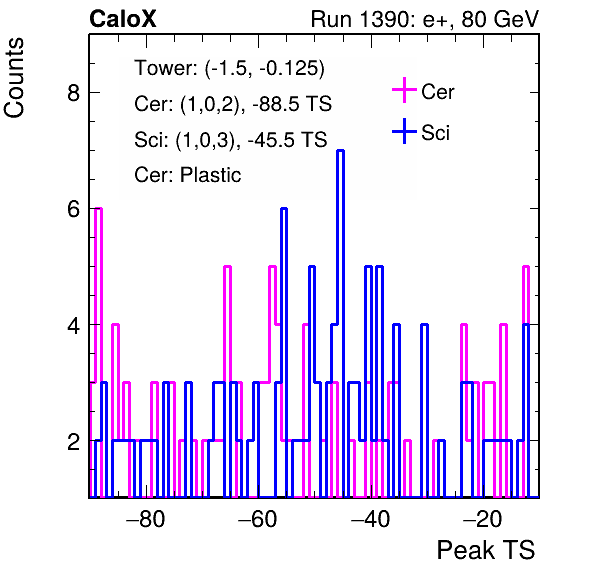 CaloX Run 1390: e+, 80 GeV
Counts
Tower: (-1.5, -0.125)
Cer: (1,0,2), -88.5 TS
Sci: (1,0,3), -45.5 TS
Cer: Plastic
Cer
Sci
8
6
4
2
−80 −60 −40 −20
Peak TS